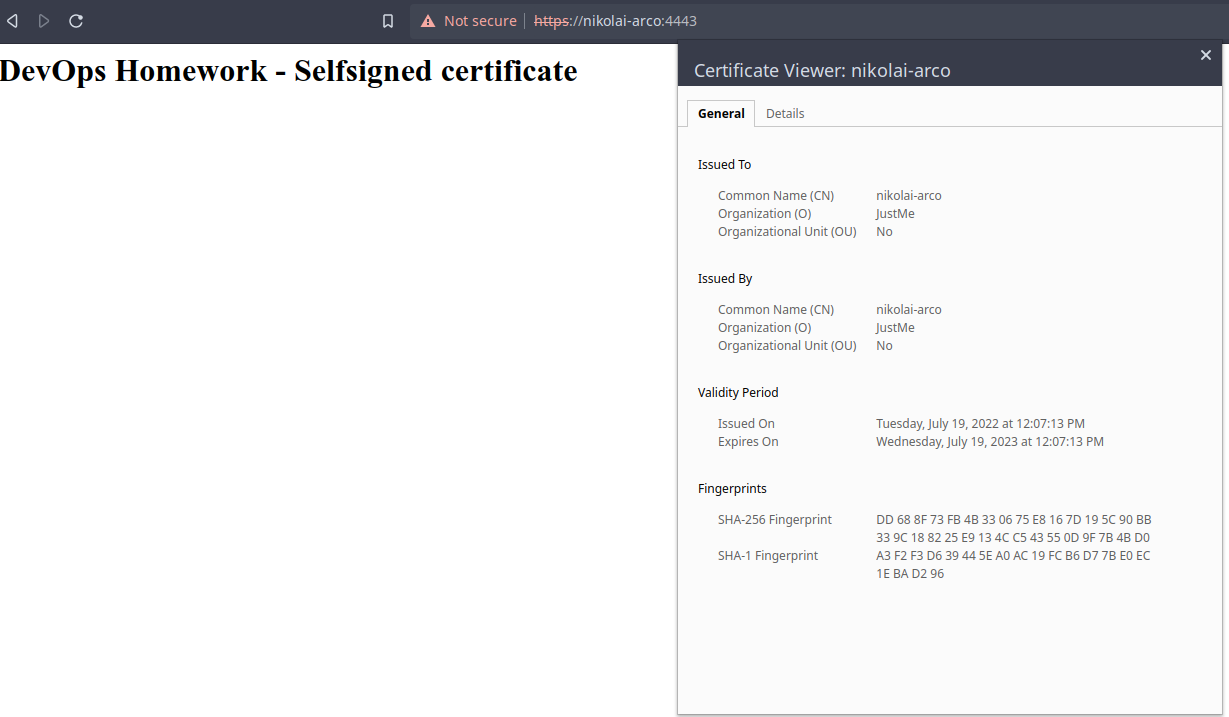 Not secure https://nikolai-arco:4443
DevOps Homework - Selfsigned certificate
Certificate Viewer: nikolai-arco
General Details
Issued To
Common Name (CN) nikolai-arco
Organization (O) JustMe
Organizational Unit (OU) No
Issued By
Common Name (CN) nikolai-arco
Organization (O) JustMe
Organizational Unit (OU) No
Validity Period
Issued On Tuesday, July 19, 2022 at 12:07:13 PM
Expires On Wednesday, July 19, 2023 at 12:07:13 PM
Fingerprints
SHA-256 Fingerprint DD 68 8F 73 FB 4B 33 06 75 E8 16 7D 19 5C 90 BB
33 9C 18 82 25 E9 13 4C C5 43 55 0D 9F 7B 4B D0
SHA-1 Fingerprint A3 F2 F3 D6 39 44 5E A0 AC 19 FC B6 D7 7B E0 EC
1E BA D2 96